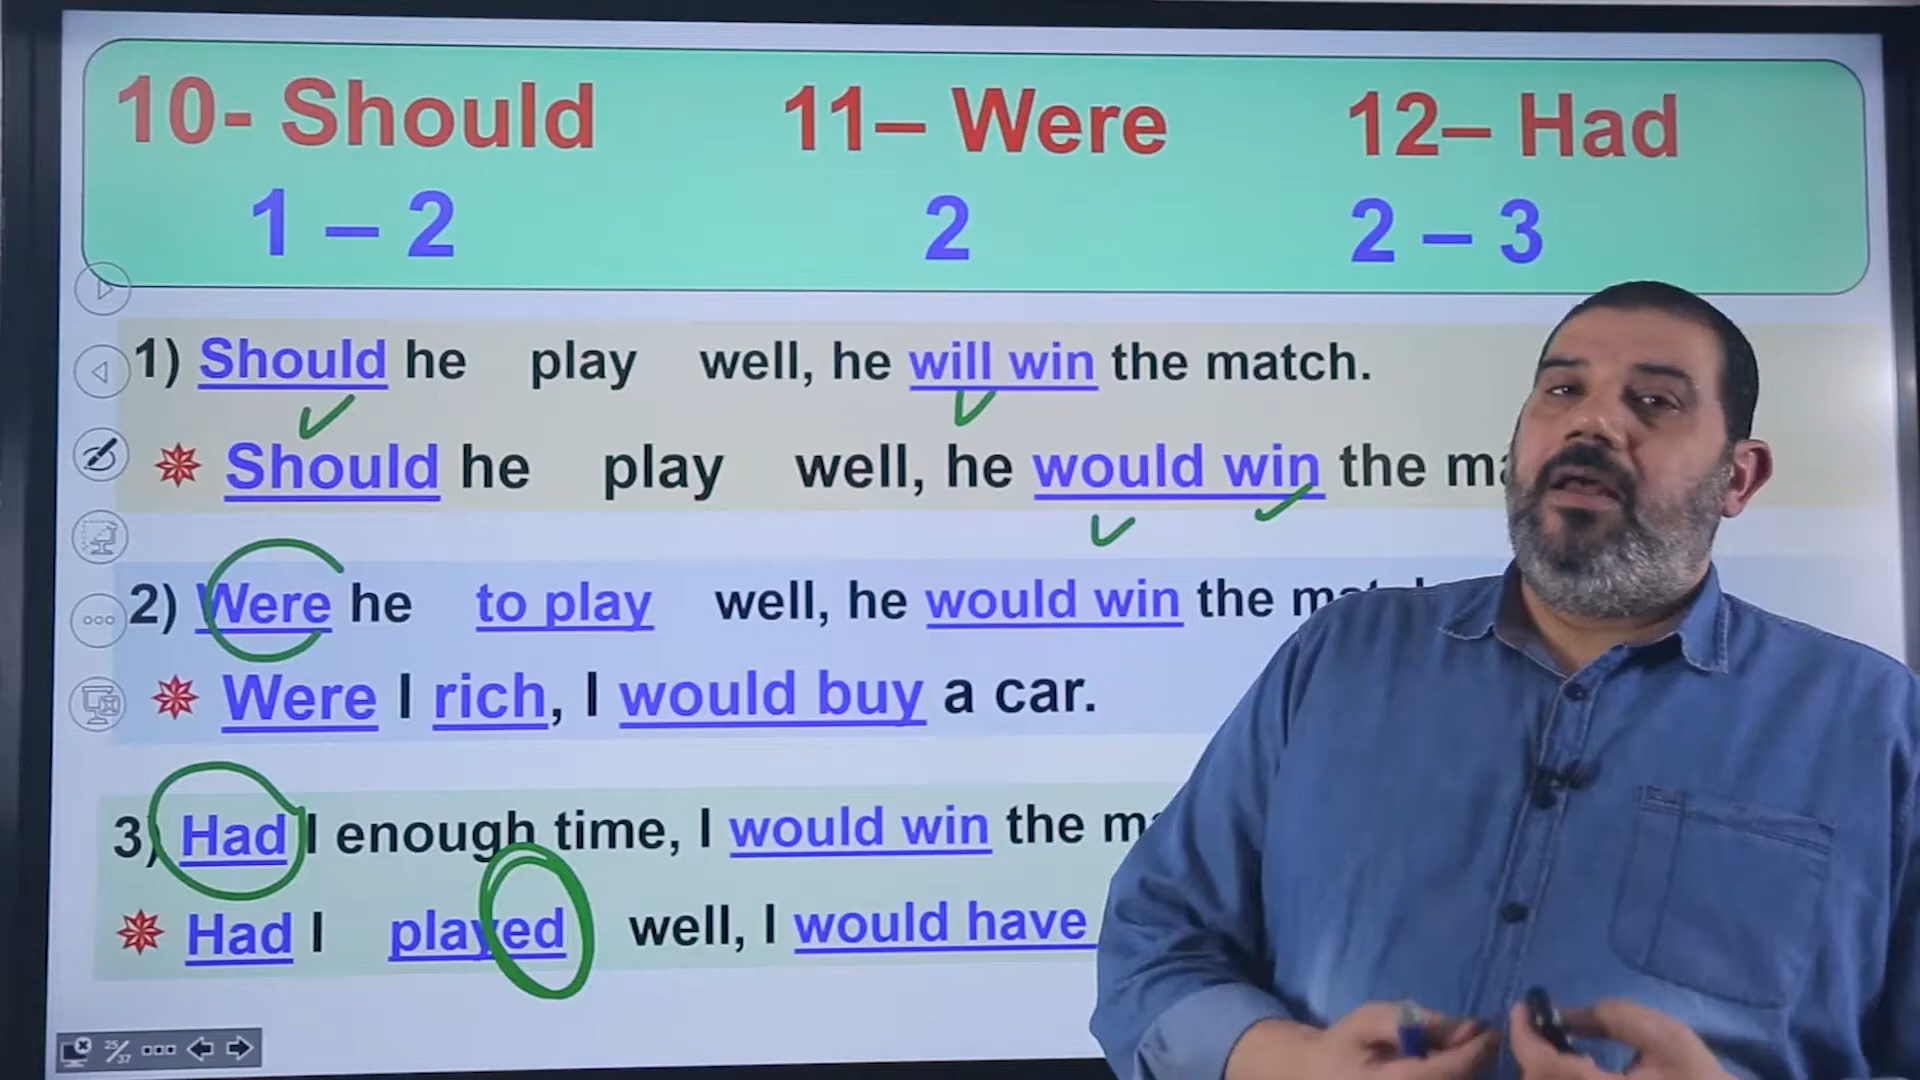 10- Should 11– Were 12– Had
1 – 2 2 2 – 3
1) Should he play well, he will win the match.
Should he play well, he would win the
2) Were he to play well, he would win the
Were I rich, I would buy a car.
3) Had I enough time, I would win the
Had I played well, I would have
25/37